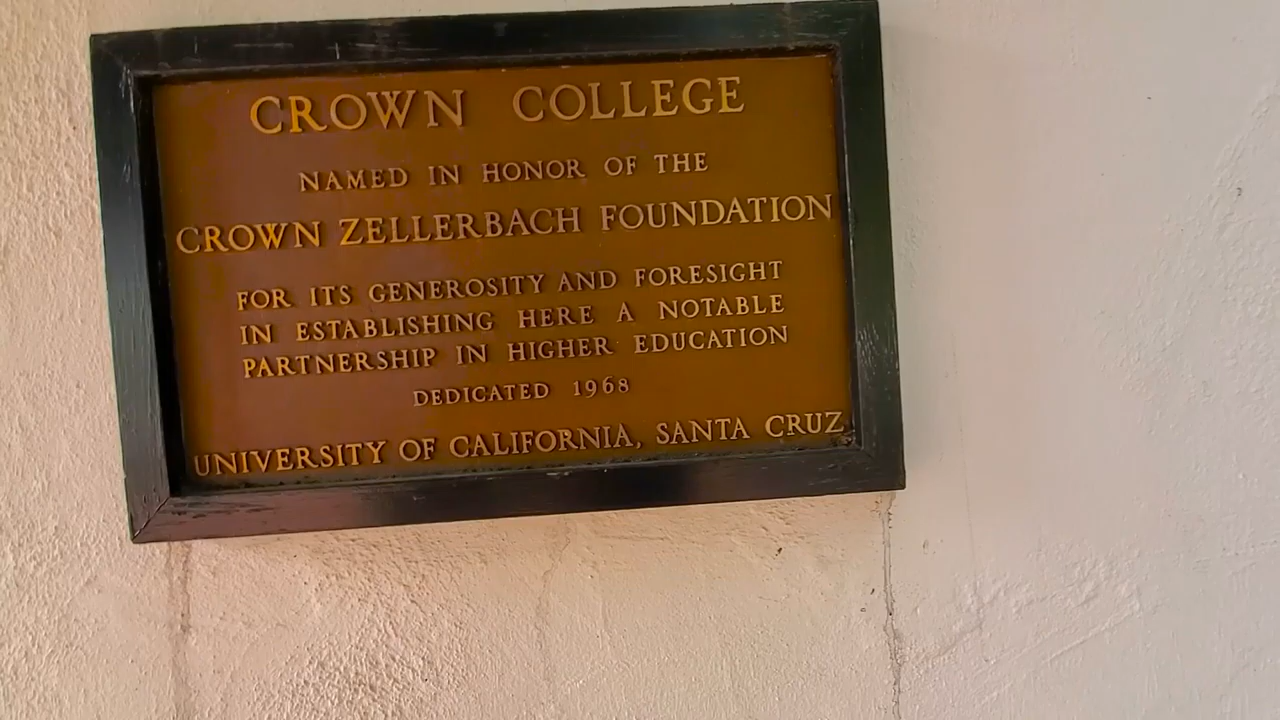 CROWN COLLEGE
NAMED IN HONOR OF THE
CROWN ZELLERBACH FOUNDATION
FOR ITS GENEROSITY AND FORESIGHT
IN ESTABLISHING HERE A NOTABLE
PARTNERSHIP IN HIGHER EDUCATION
DEDICATED 1968
UNIVERSITY OF CALIFORNIA, SANTA CRUZ